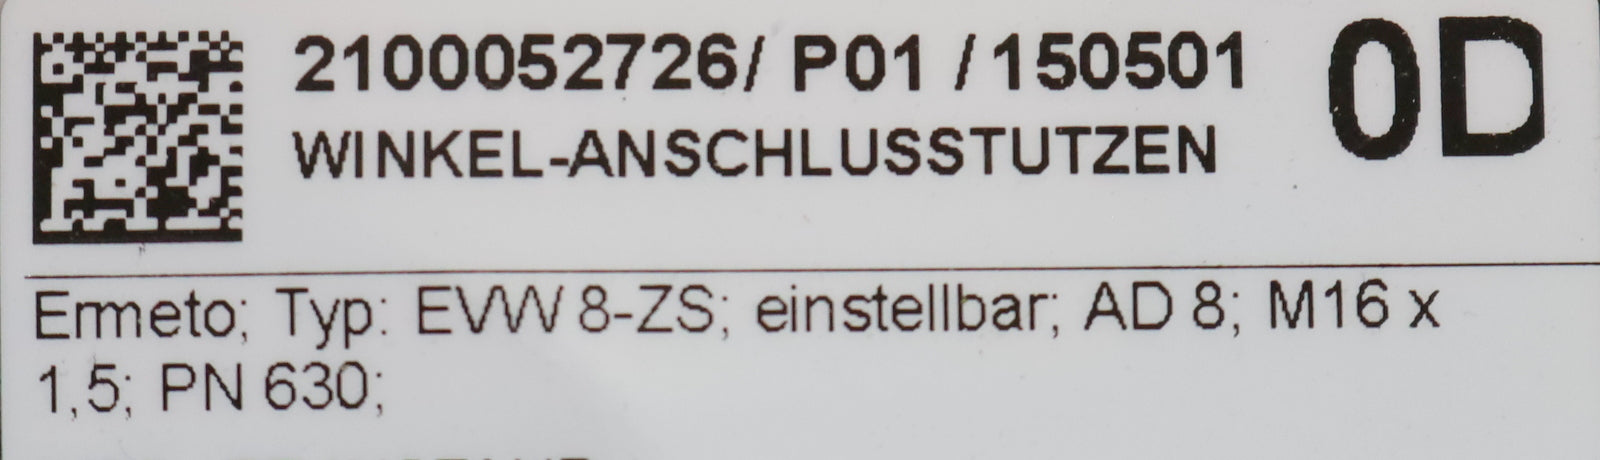 2100052726/ P01 / 150501
0D
WINKEL-ANSCHLUSSTUTZEN
Ermeto; Typ: EVW 8-ZS; einstellbar; AD 8; M16 x
1,5; PN 630;